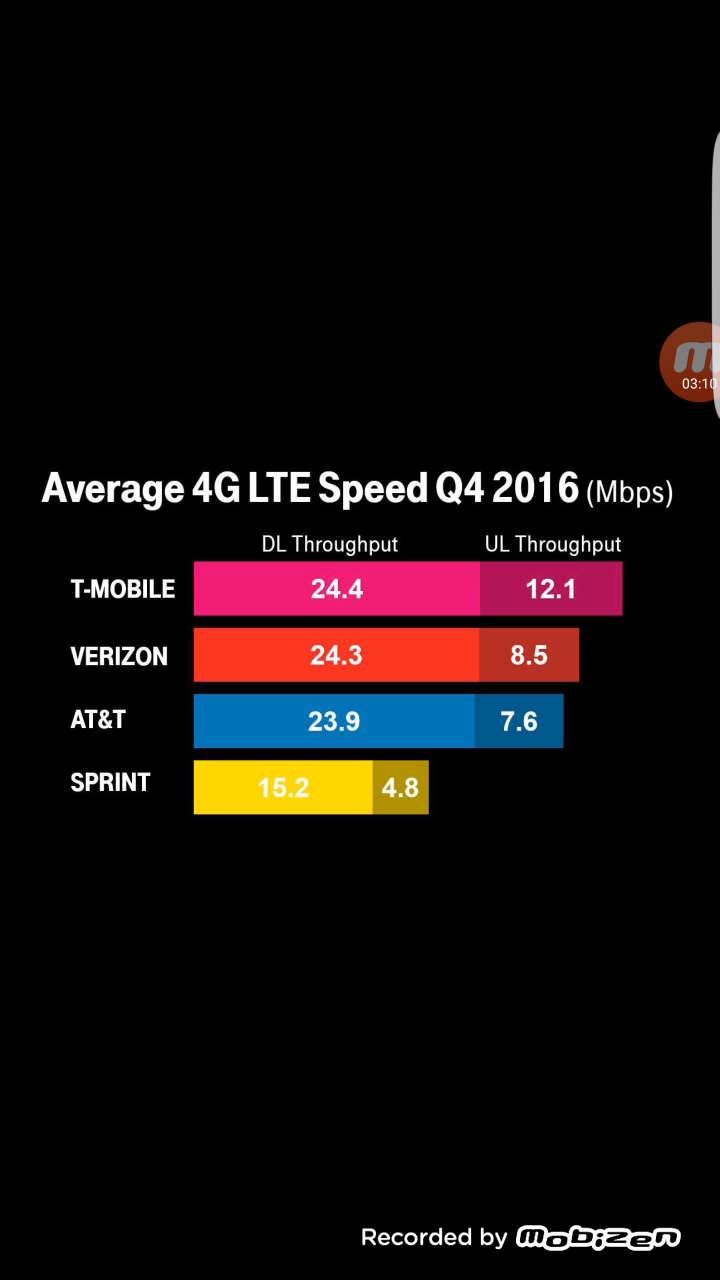 M
03:10
Average 4G LTE Speed Q4 2016 (Mbps)
DL Throughput UL Throughput
T-MOBILE 24.4 12.1
VERIZON 24.3 8.5
AT&T 23.9 7.6
SPRINT 15.2 4.8
Recorded by Mobizen